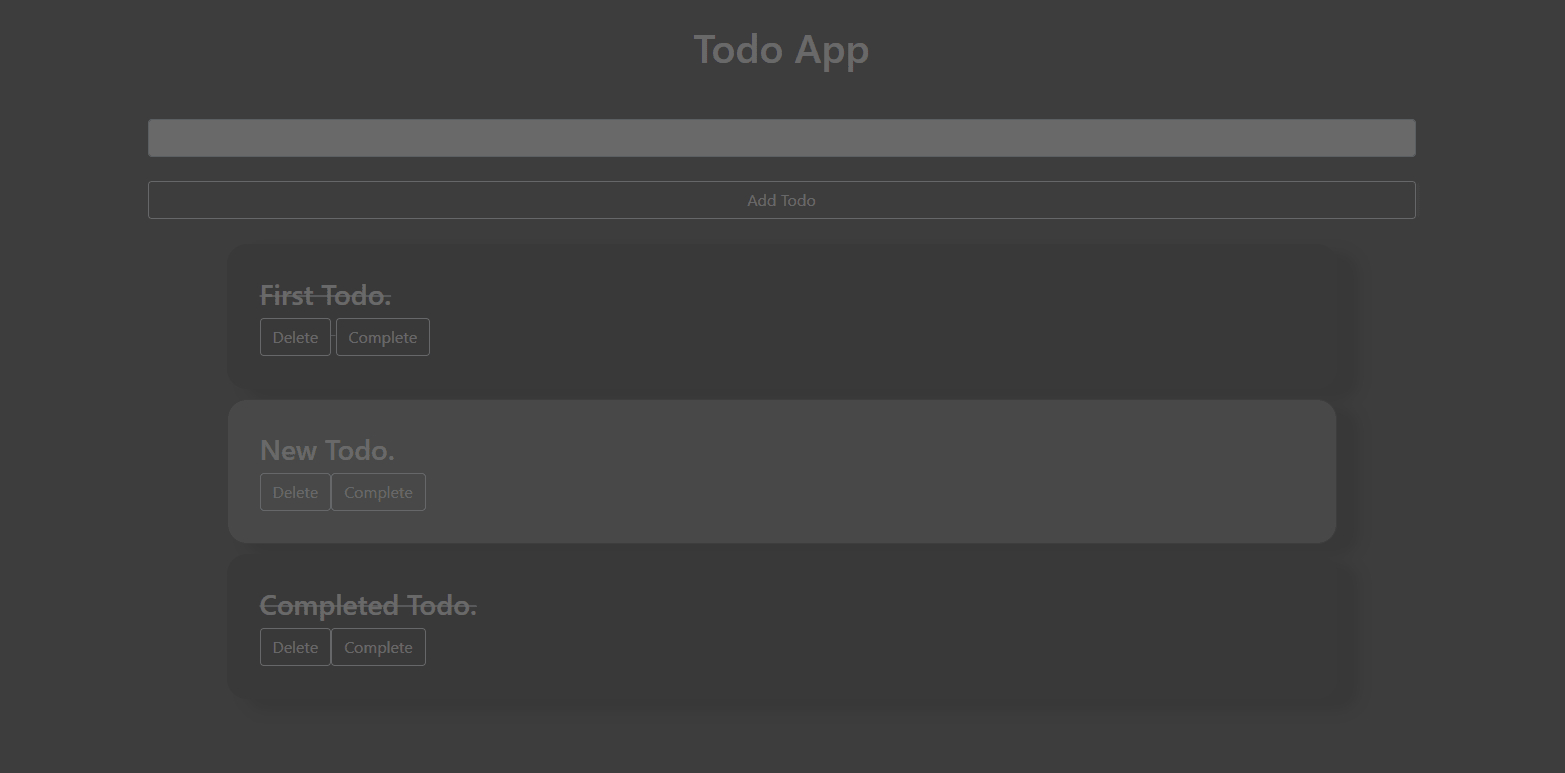 Todo App
Add Todo
First Todo.
Delete Complete
New Todo.
Delete Complete
Completed Todo.
Delete Complete